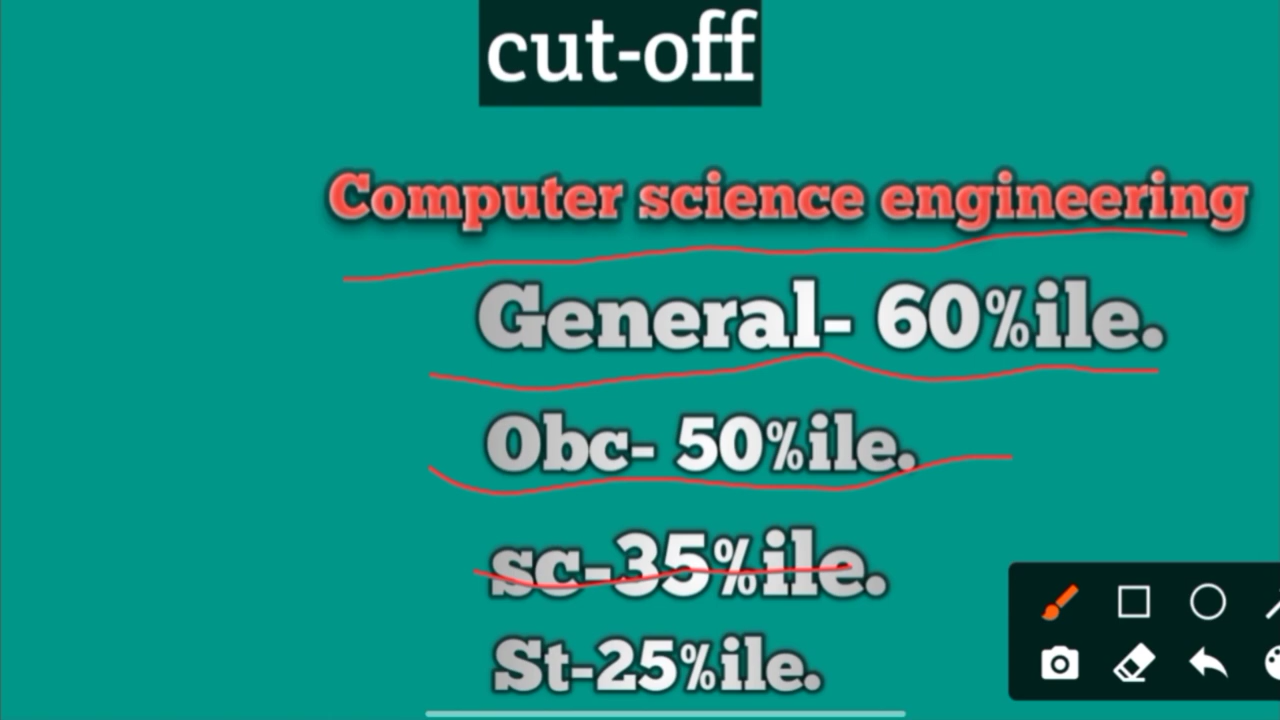 cut-off
Computer science engineering
General- 60%ile.
Obc- 50%ile.
sc-35%ile.
St-25%ile.